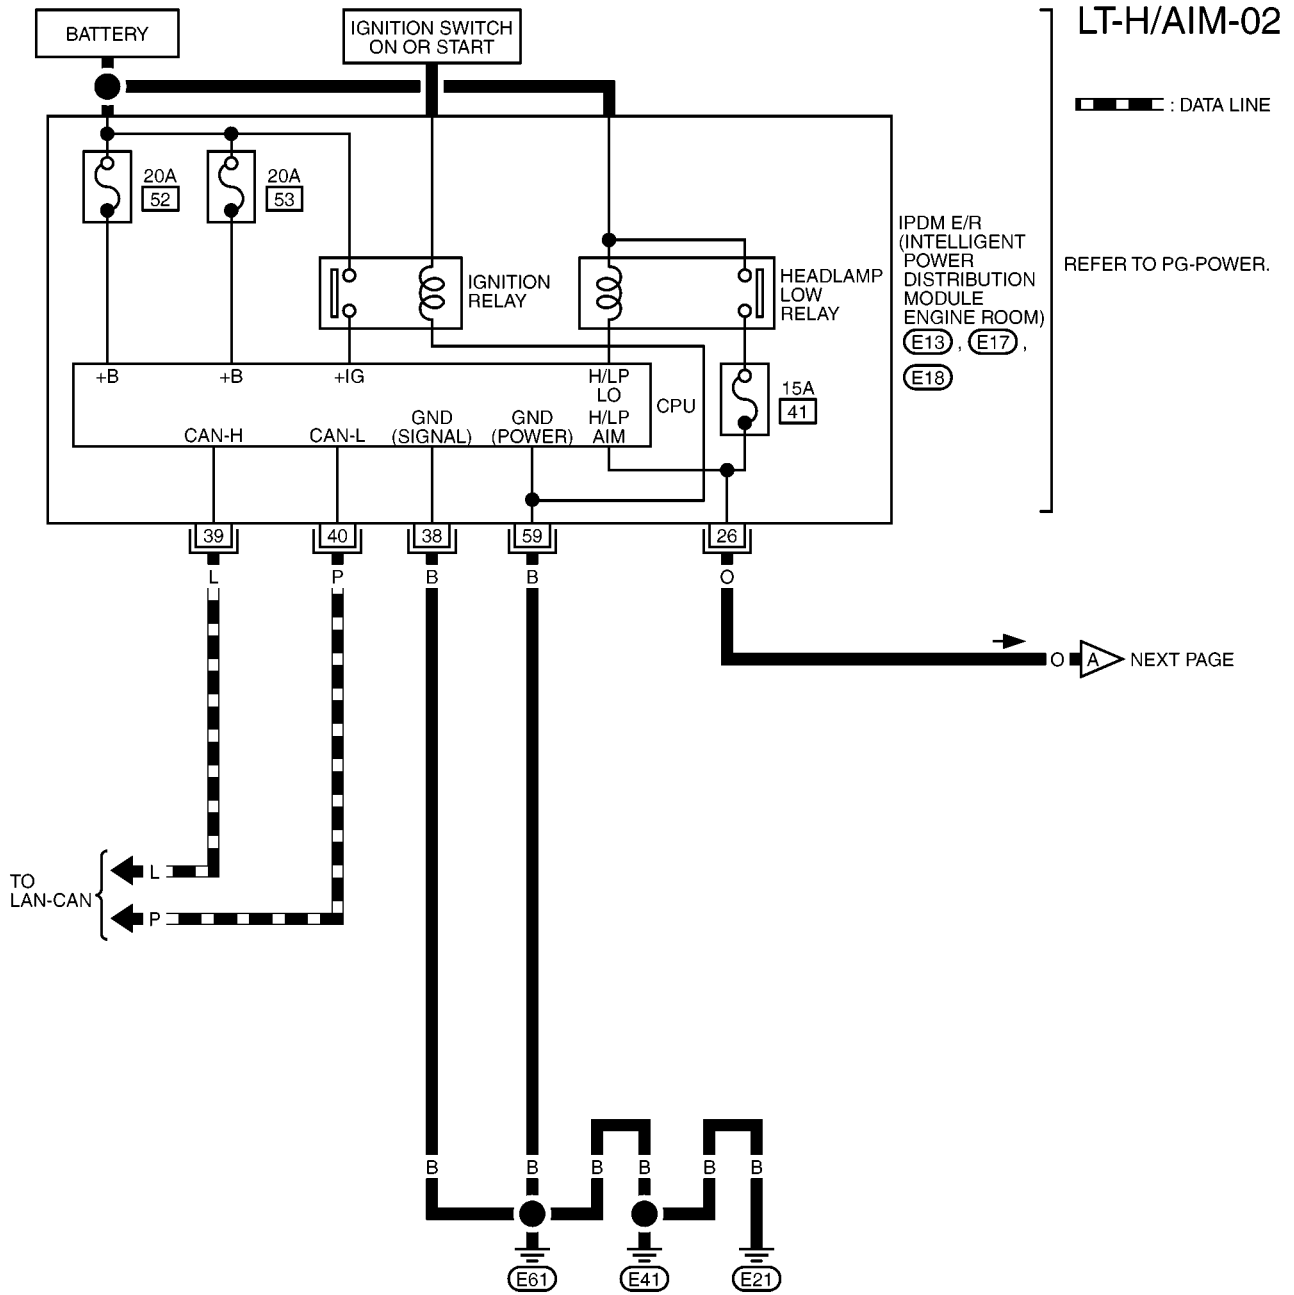 LT-H/AIM-02
BATTERY
IGNITION SWITCH
ON OR START
: DATA LINE
20A
52
20A
53
IPDM E/R
(INTELLIGENT
POWER
DISTRIBUTION
MODULE
ENGINE ROOM)
E13 , E17 ,
E18
REFER TO PG-POWER.
IGNITION
RELAY
HEADLAMP
LOW
RELAY
+B
+B
+IG
H/LP
LO
CPU
15A
41
CAN-H
CAN-L
GND
(SIGNAL)
GND
(POWER)
H/LP
AIM
39
40
38
59
26
L
P
B
B
O
O
A
NEXT PAGE
TO
LAN-CAN
L
P
B
B
B
B
B
B
E61
E41
E21